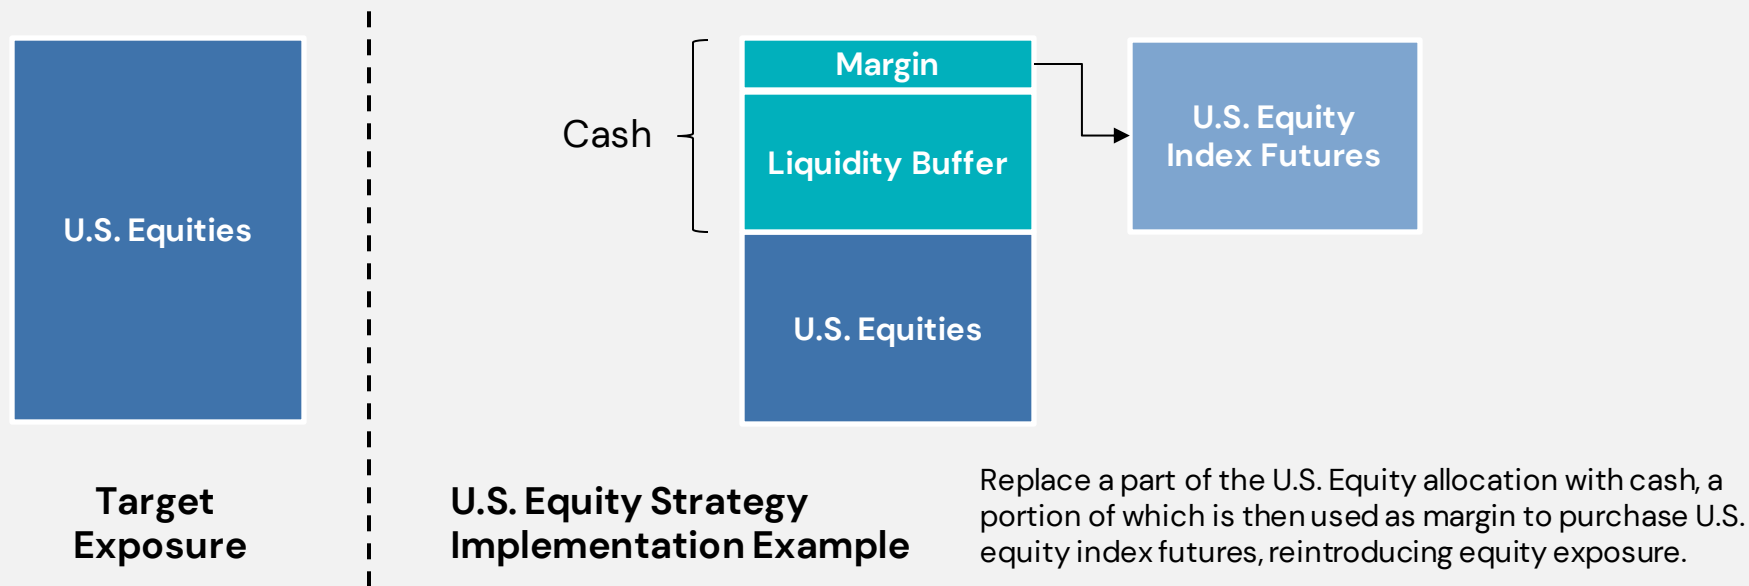 U.S. Equities
Target
Exposure
Cash
Margin
Liquidity Buffer
U.S. Equities
U.S. Equity
Index Futures
U.S. Equity Strategy
Implementation Example
Replace a part of the U.S. Equity allocation with cash, a
portion of which is then used as margin to purchase U.S.
equity index futures, reintroducing equity exposure.